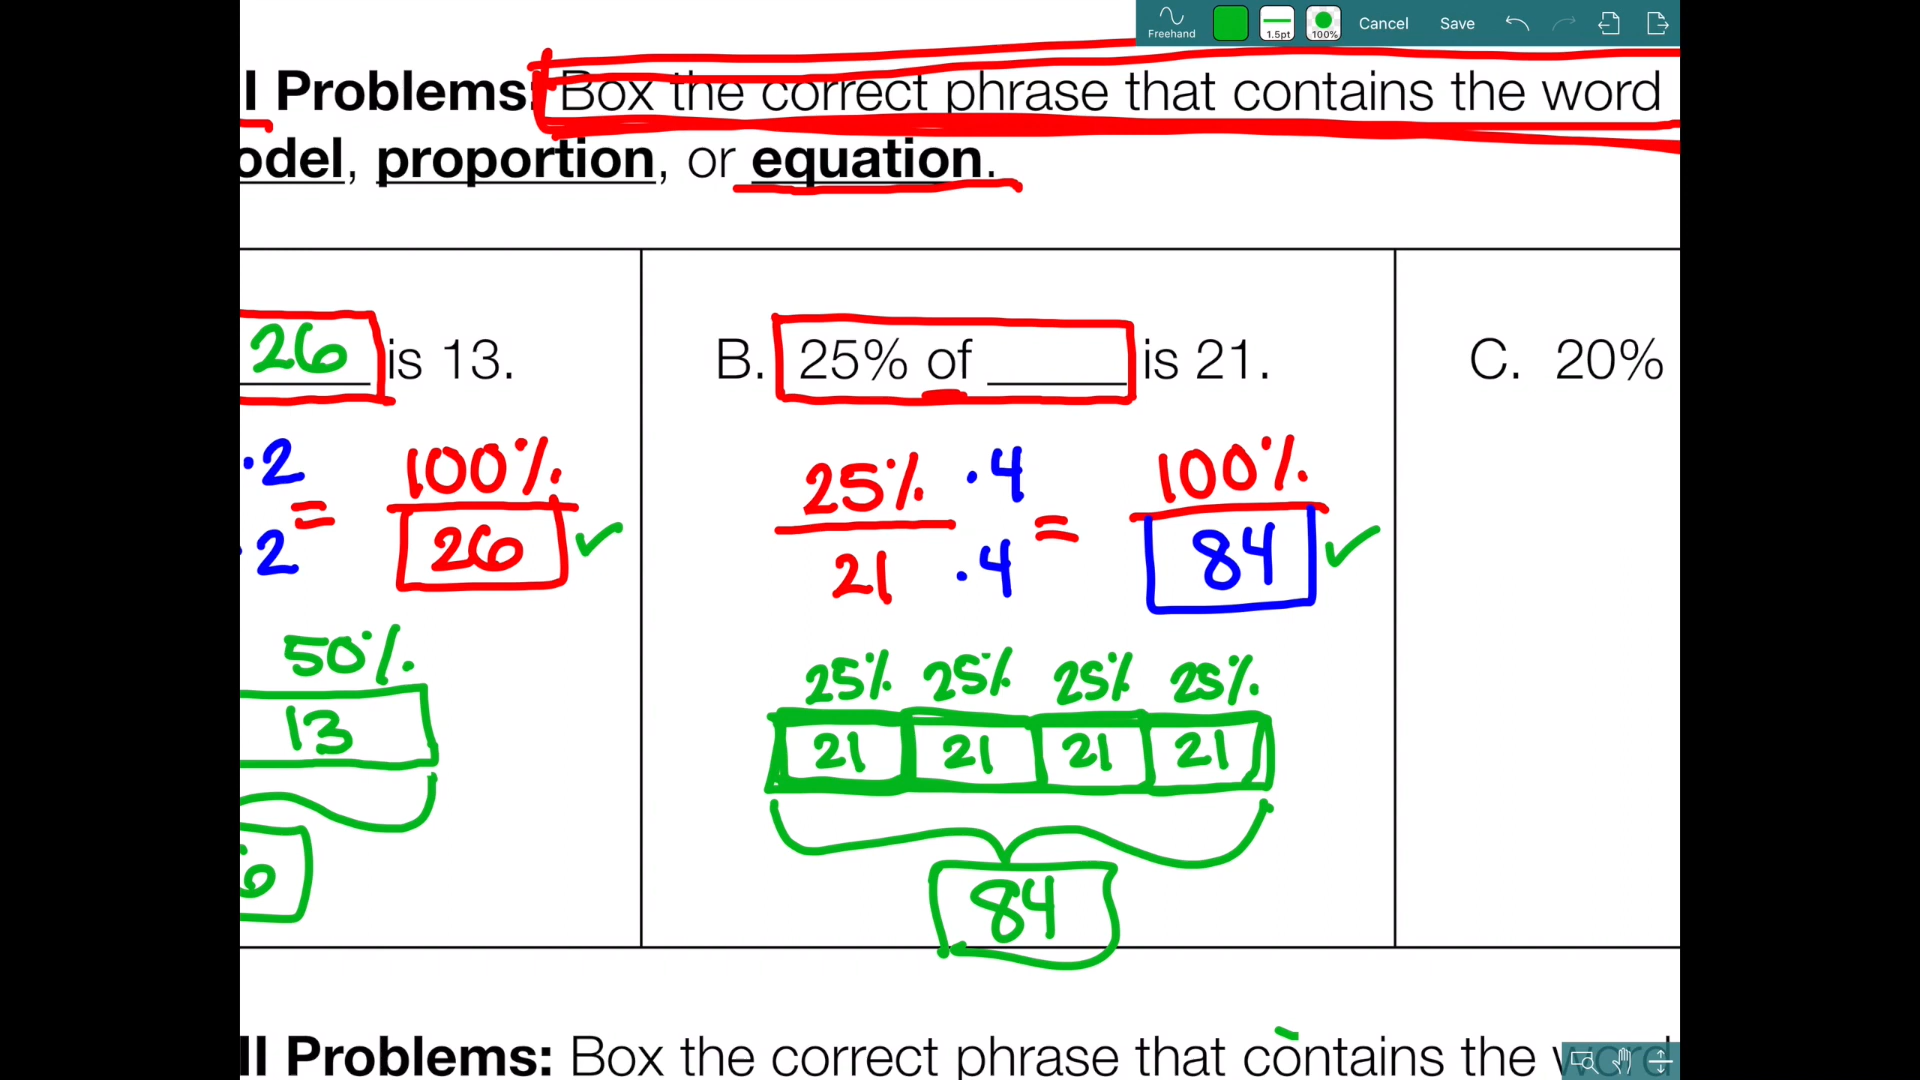 Freehand 1.5pt 100% Cancel Save
l Problems: Box the correct phrase that contains the word
odel, proportion, or equation.
26 is 13.
·2 = 100%
·2 26 ✓
50%
13
6
B. 25% of ______ is 21.
25% ·4 = 100%
21 ·4 84 ✓
25% 25% 25% 25%
21 21 21 21
84
C. 20%
ll Problems: Box the correct phrase that contains the word